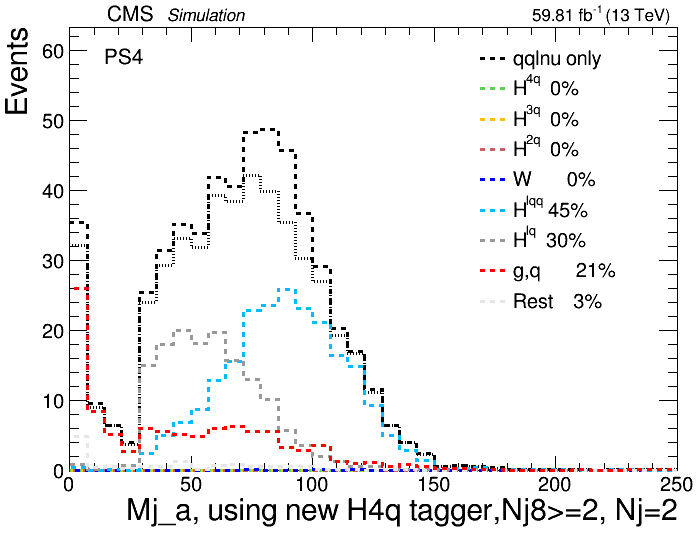 CMS Simulation 59.81 fb⁻¹ (13 TeV)
Events
PS4
60
50
40
30
20
10
0
qqlnu only
H⁴q 0%
H³q 0%
H²q 0%
W 0%
H^lqq 45%
H^lq 30%
g,q 21%
Rest 3%
0 50 100 150 200 250
Mj_a, using new H4q tagger,Nj8>=2, Nj=2